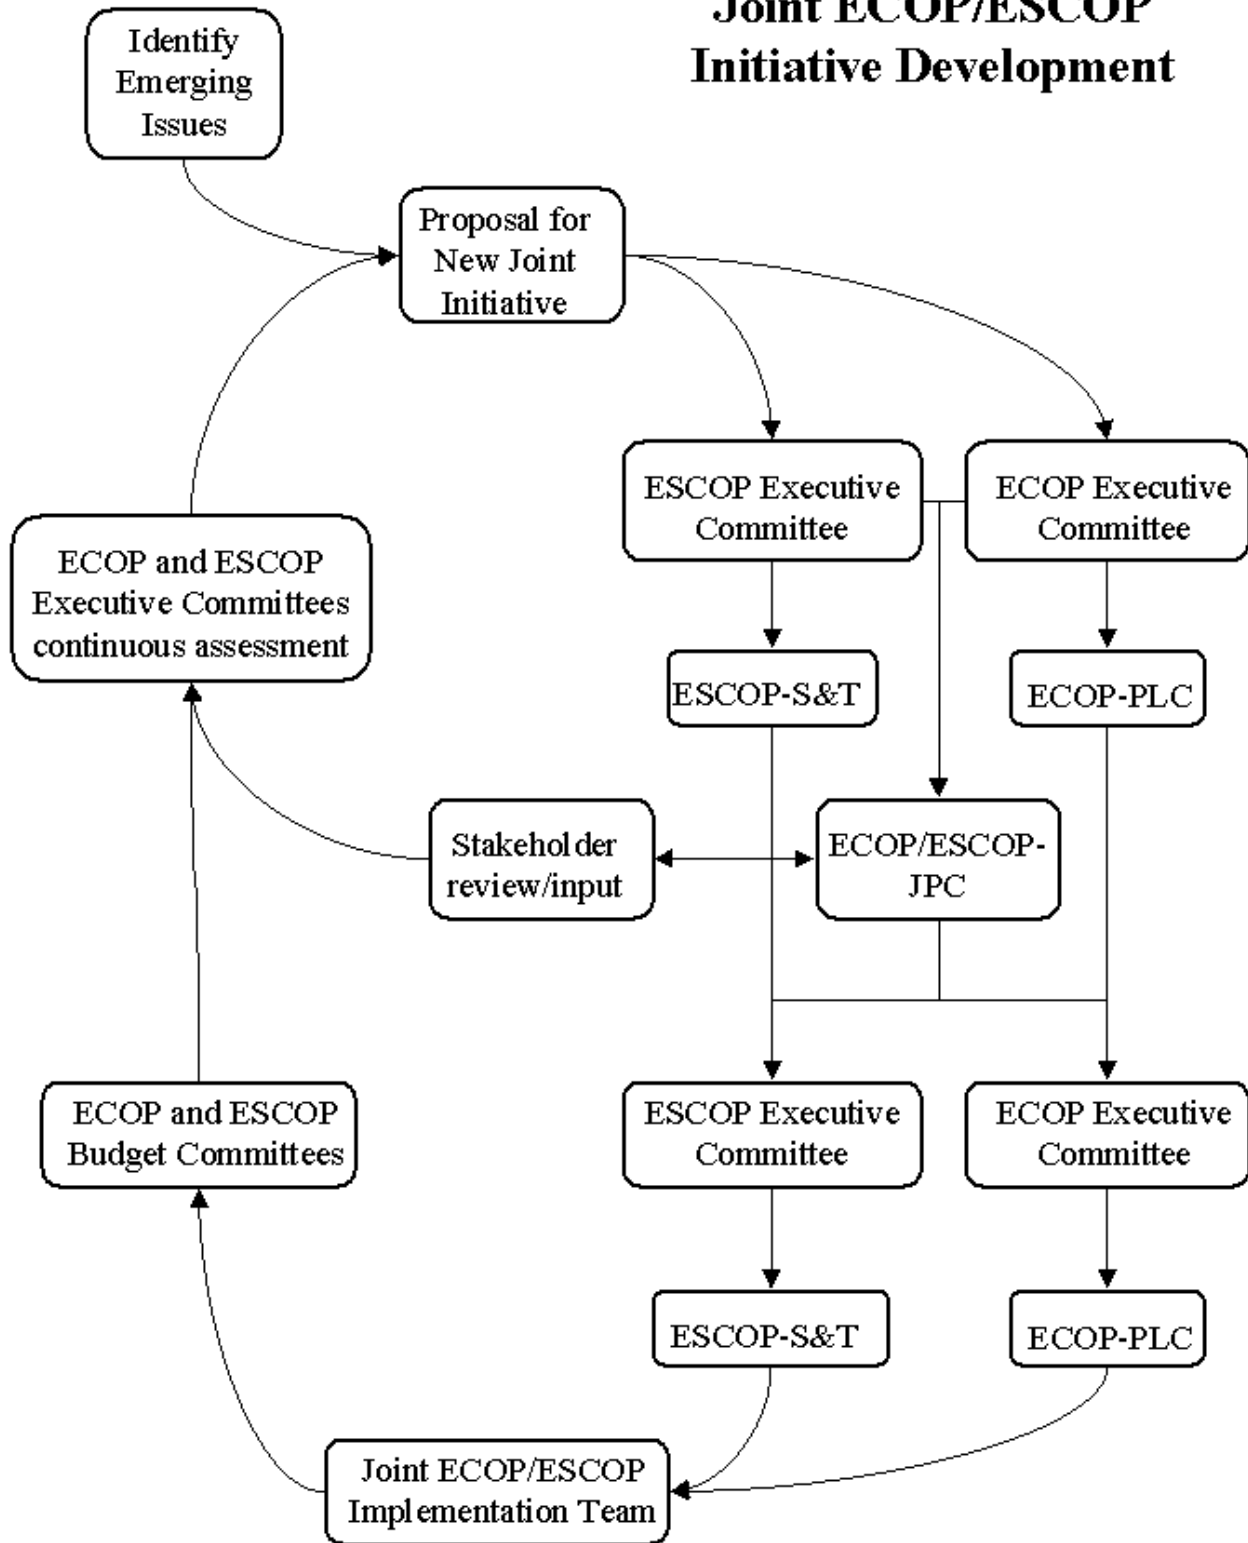 Joint ECOP/ESCOP
Initiative Development
Identify
Emerging
Issues
Proposal for
New Joint
Initiative
ESCOP Executive
Committee
ECOP Executive
Committee
ECOP and ESCOP
Executive Committees
continuous assessment
ESCOP-S&T
ECOP-PLC
Stakeholder
review/input
ECOP/ESCOP-
JPC
ECOP and ESCOP
Budget Committees
ESCOP Executive
Committee
ECOP Executive
Committee
ESCOP-S&T
ECOP-PLC
Joint ECOP/ESCOP
Implementation Team